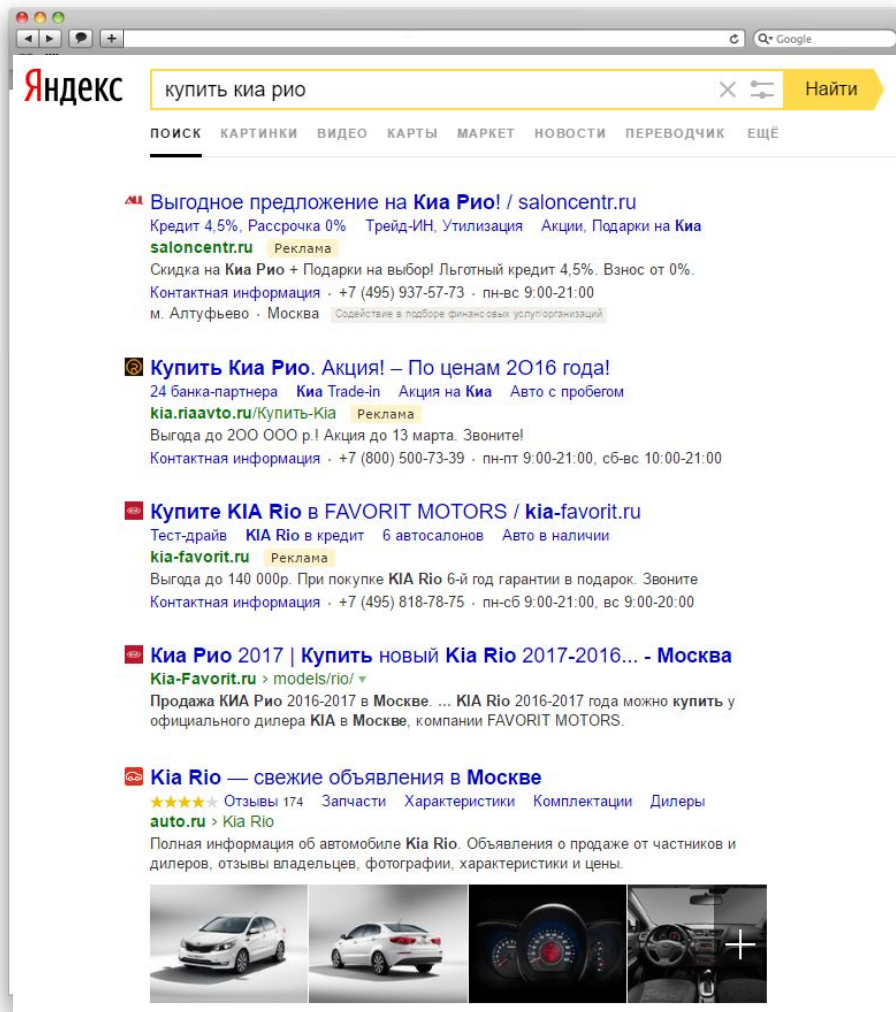 Google
Яндекс
купить киа рио
Найти
ПОИСК КАРТИНКИ ВИДЕО КАРТЫ МАРКЕТ НОВОСТИ ПЕРЕВОДЧИК ЕЩЁ
Выгодное предложение на Киа Рио! / saloncentr.ru
Кредит 4,5%, Рассрочка 0% Трейд-ИН, Утилизация Акции, Подарки на Киа
saloncentr.ru Реклама
Скидка на Киа Рио + Подарки на выбор! Льготный кредит 4,5%. Взнос от 0%.
Контактная информация · +7 (495) 937-57-73 · пн-вс 9:00-21:00
м. Алтуфьево · Москва Содействие в подборе финансовых услуг/организаций
Купить Киа Рио. Акция! – По ценам 2О16 года!
24 банка-партнера Киа Trade-in Акция на Киа Авто с пробегом
kia.riaavto.ru/Купить-Kia Реклама
Выгода до 2ОО ООО р.! Акция до 13 марта. Звоните!
Контактная информация · +7 (800) 500-73-39 · пн-пт 9:00-21:00, сб-вс 10:00-21:00
Купите KIA Rio в FAVORIT MOTORS / kia-favorit.ru
Тест-драйв KIA Rio в кредит 6 автосалонов Авто в наличии
kia-favorit.ru Реклама
Выгода до 140 000р. При покупке KIA Rio 6-й год гарантии в подарок. Звоните
Контактная информация · +7 (495) 818-78-75 · пн-сб 9:00-21:00, вс 9:00-20:00
Киа Рио 2017 | Купить новый Kia Rio 2017-2016... - Москва
Kia-Favorit.ru › models/rio/
Продажа КИА Рио 2016-2017 в Москве. ... KIA Rio 2016-2017 года можно купить у
официального дилера KIA в Москве, компании FAVORIT MOTORS.
Kia Rio — свежие объявления в Москве
Отзывы 174 Запчасти Характеристики Комплектации Дилеры
auto.ru › Kia Rio
Полная информация об автомобиле Kia Rio. Объявления о продаже от частников и
дилеров, отзывы владельцев, фотографии, характеристики и цены.